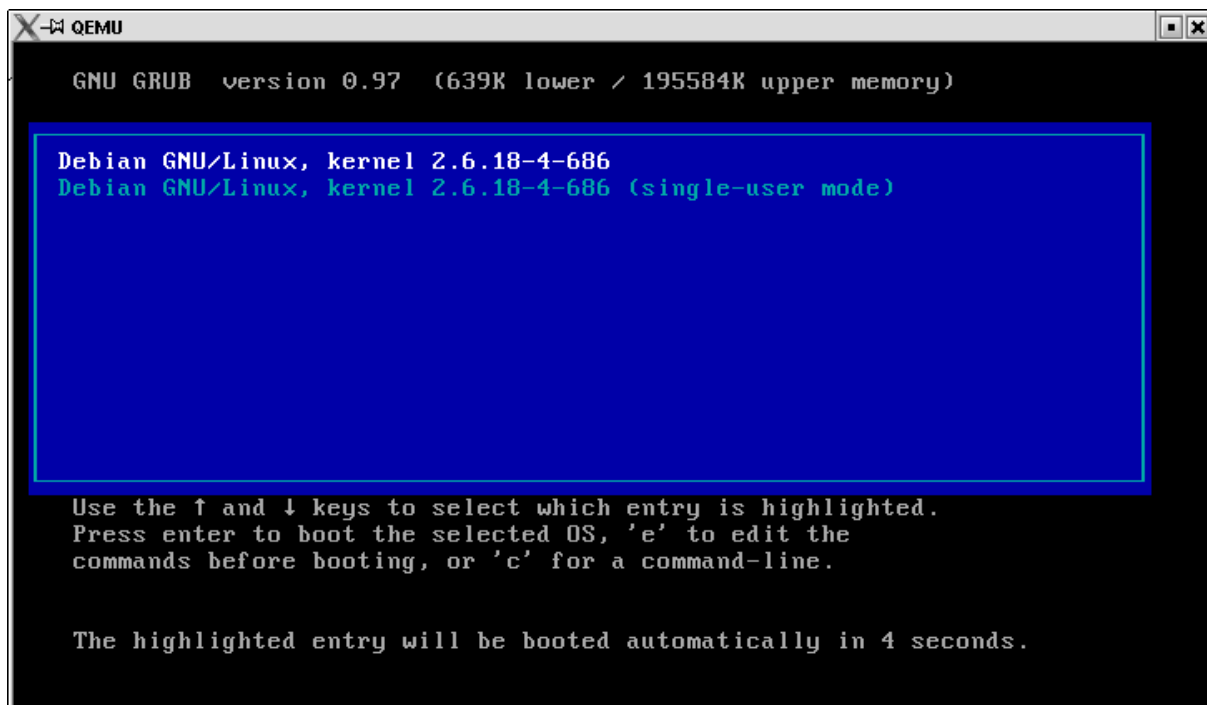 QEMU
GNU GRUB version 0.97 (639K lower / 195584K upper memory)
Debian GNU/Linux, kernel 2.6.18-4-686
Debian GNU/Linux, kernel 2.6.18-4-686 (single-user mode)
Use the ↑ and ↓ keys to select which entry is highlighted.
Press enter to boot the selected OS, 'e' to edit the
commands before booting, or 'c' for a command-line.
The highlighted entry will be booted automatically in 4 seconds.